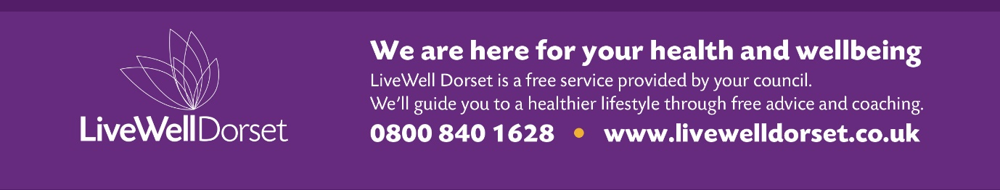 LiveWellDorset
We are here for your health and wellbeing
LiveWell Dorset is a free service provided by your council.
We'll guide you to a healthier lifestyle through free advice and coaching.
0800 840 1628 • www.livewelldorset.co.uk